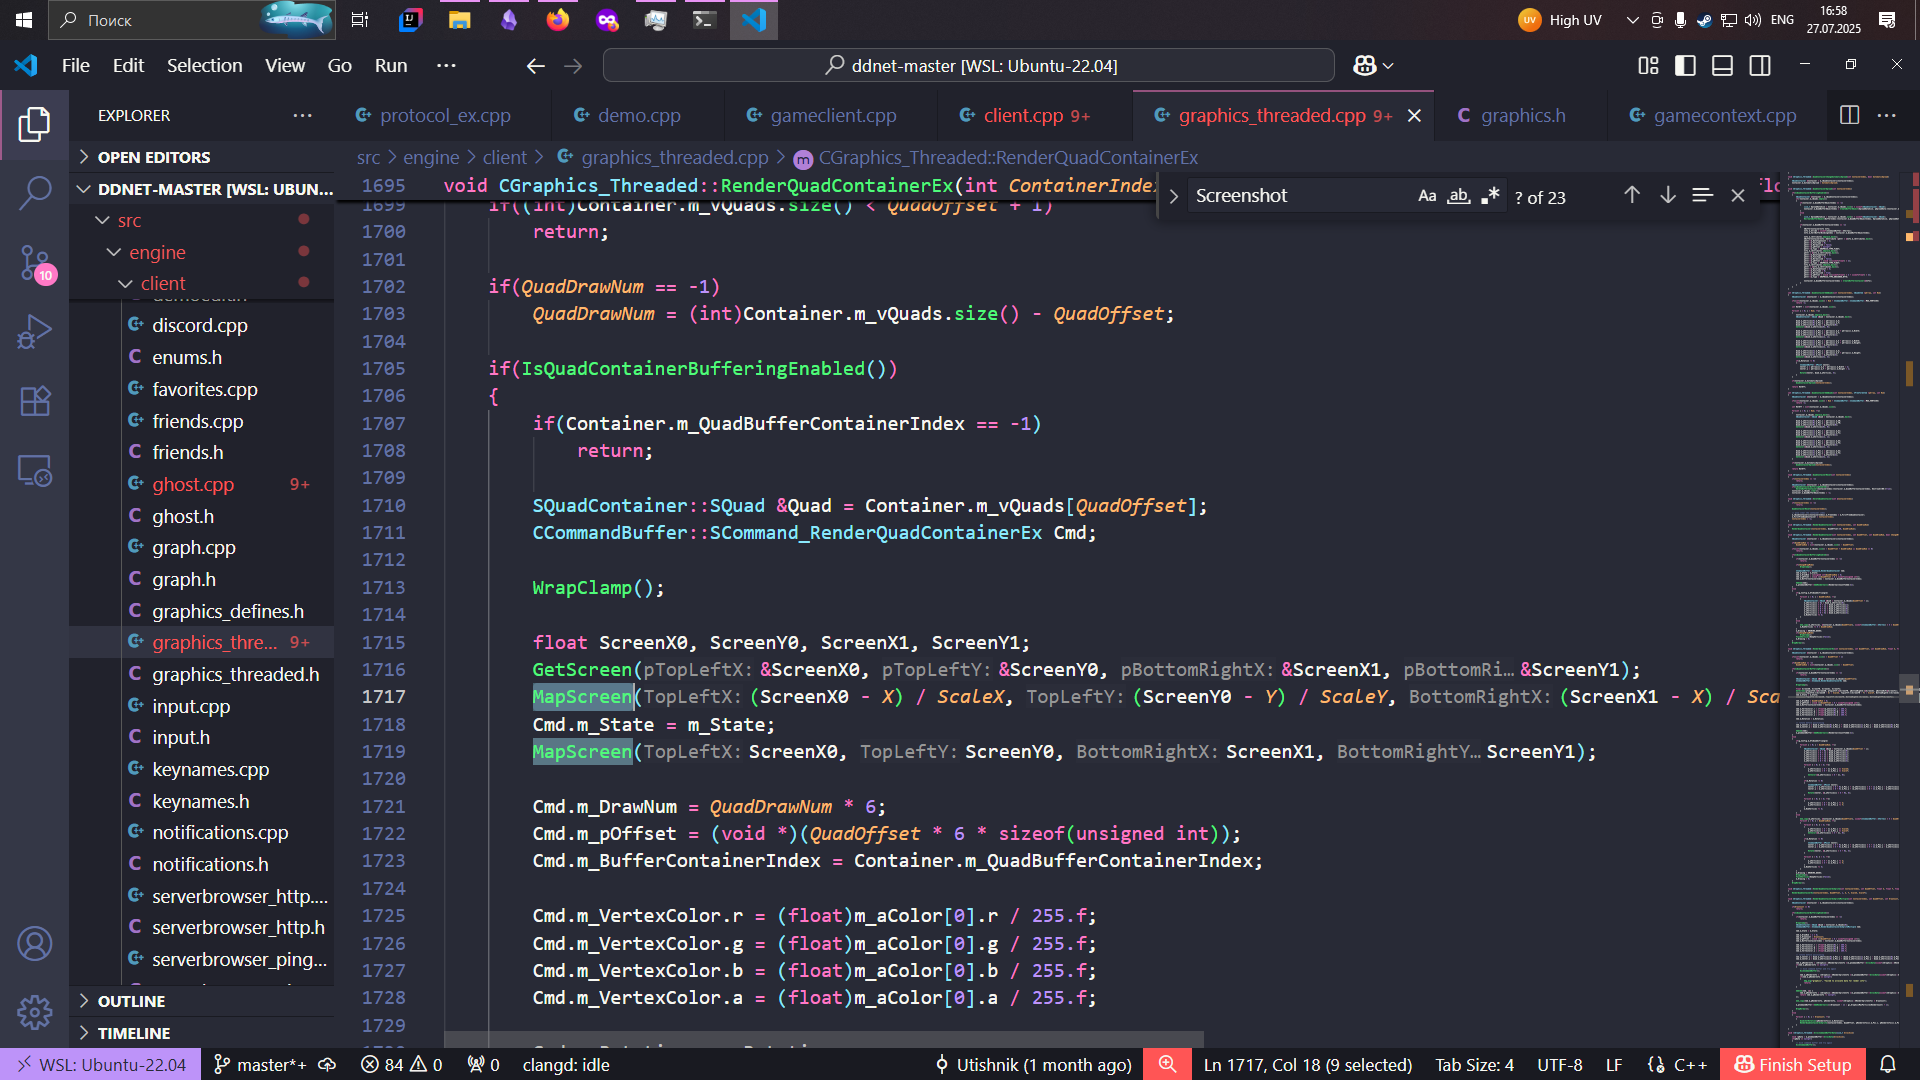 Поиск
High UV
ENG
16:58
27.07.2025
File Edit Selection View Go Run ···
ddnet-master [WSL: Ubuntu-22.04]
EXPLORER
protocol_ex.cpp
demo.cpp
gameclient.cpp
client.cpp 9+
graphics_threaded.cpp 9+
graphics.h
gamecontext.cpp
src > engine > client > graphics_threaded.cpp > CGraphics_Threaded::RenderQuadContainerEx
OPEN EDITORS
DDNET-MASTER [WSL: UBUN...
src
engine
client
discord.cpp
enums.h
favorites.cpp
friends.cpp
friends.h
ghost.cpp 9+
ghost.h
graph.cpp
graph.h
graphics_defines.h
graphics_thre... 9+
graphics_threaded.h
input.cpp
input.h
keynames.cpp
keynames.h
notifications.cpp
notifications.h
serverbrowser_http....
serverbrowser_http.h
serverbrowser_ping...
OUTLINE
TIMELINE
10
Screenshot
Aa ab .*
? of 23
1695 void CGraphics_Threaded::RenderQuadContainerEx(int ContainerIndex
1699 if((int)Container.m_vQuads.size() < QuadOffset + 1)
1700 return;
1701
1702 if(QuadDrawNum == -1)
1703 QuadDrawNum = (int)Container.m_vQuads.size() - QuadOffset;
1704
1705 if(IsQuadContainerBufferingEnabled())
1706 {
1707 if(Container.m_QuadBufferContainerIndex == -1)
1708 return;
1709
1710 SQuadContainer::SQuad &Quad = Container.m_vQuads[QuadOffset];
1711 CCommandBuffer::SCommand_RenderQuadContainerEx Cmd;
1712
1713 WrapClamp();
1714
1715 float ScreenX0, ScreenY0, ScreenX1, ScreenY1;
1716 GetScreen(pTopLeftX: &ScreenX0, pTopLeftY: &ScreenY0, pBottomRightX: &ScreenX1, pBottomRi… &ScreenY1);
1717 MapScreen(TopLeftX: (ScreenX0 - X) / ScaleX, TopLeftY: (ScreenY0 - Y) / ScaleY, BottomRightX: (ScreenX1 - X) / Sca
1718 Cmd.m_State = m_State;
1719 MapScreen(TopLeftX: ScreenX0, TopLeftY: ScreenY0, BottomRightX: ScreenX1, BottomRightY… ScreenY1);
1720
1721 Cmd.m_DrawNum = QuadDrawNum * 6;
1722 Cmd.m_pOffset = (void *)(QuadOffset * 6 * sizeof(unsigned int));
1723 Cmd.m_BufferContainerIndex = Container.m_QuadBufferContainerIndex;
1724
1725 Cmd.m_VertexColor.r = (float)m_aColor[0].r / 255.f;
1726 Cmd.m_VertexColor.g = (float)m_aColor[0].g / 255.f;
1727 Cmd.m_VertexColor.b = (float)m_aColor[0].b / 255.f;
1728 Cmd.m_VertexColor.a = (float)m_aColor[0].a / 255.f;
1729
WSL: Ubuntu-22.04 master*+ 84 0 0 clangd: idle Utishnik (1 month ago) Ln 1717, Col 18 (9 selected) Tab Size: 4 UTF-8 LF {} C++ Finish Setup